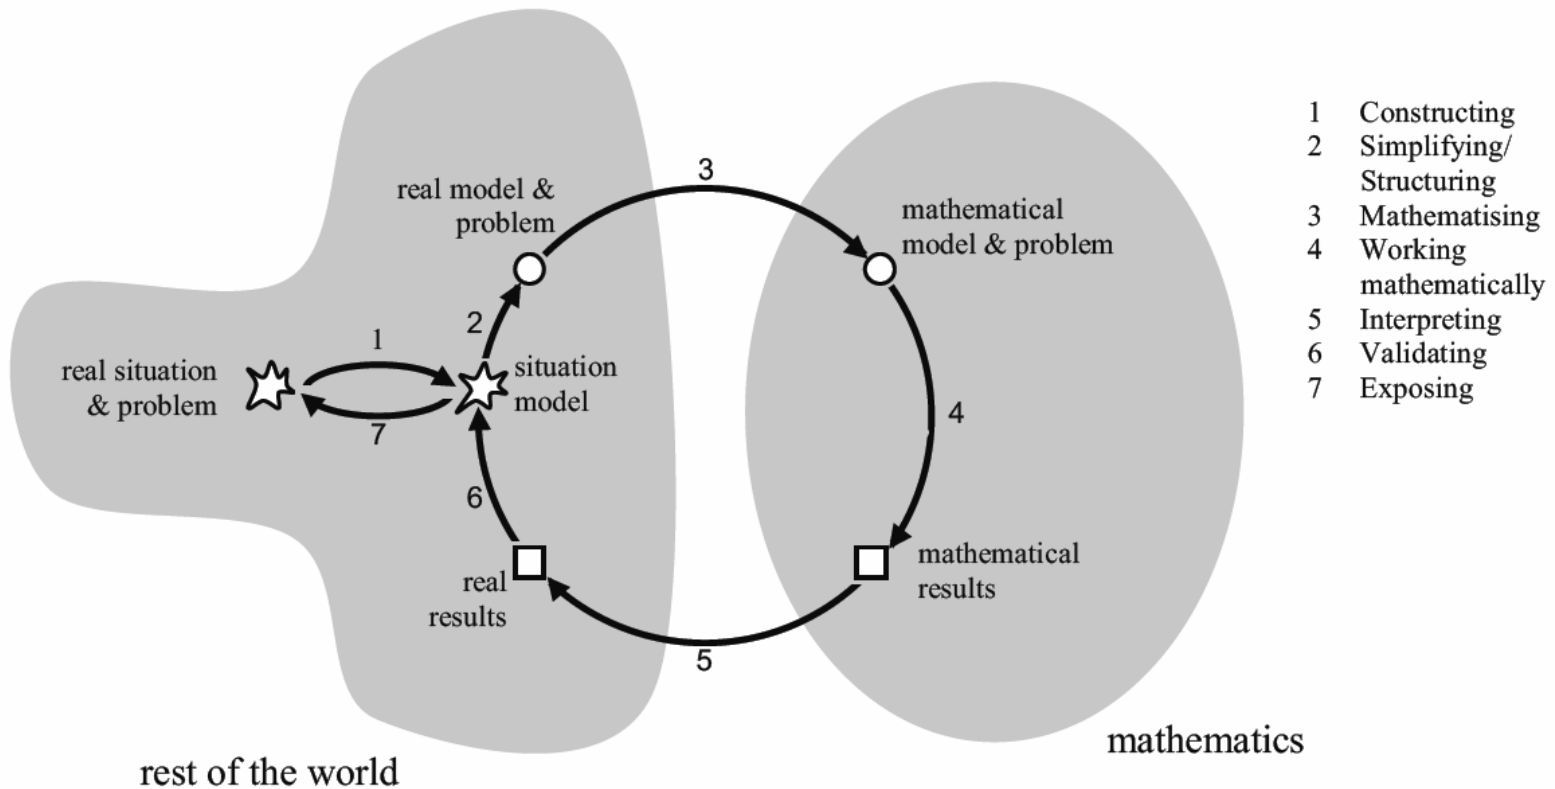 real model &
problem
3
mathematical
model & problem
2
1
real situation
& problem
situation
model
7
4
6
real
results
mathematical
results
5
rest of the world
mathematics
1 Constructing
2 Simplifying/
Structuring
3 Mathematising
4 Working
mathematically
5 Interpreting
6 Validating
7 Exposing